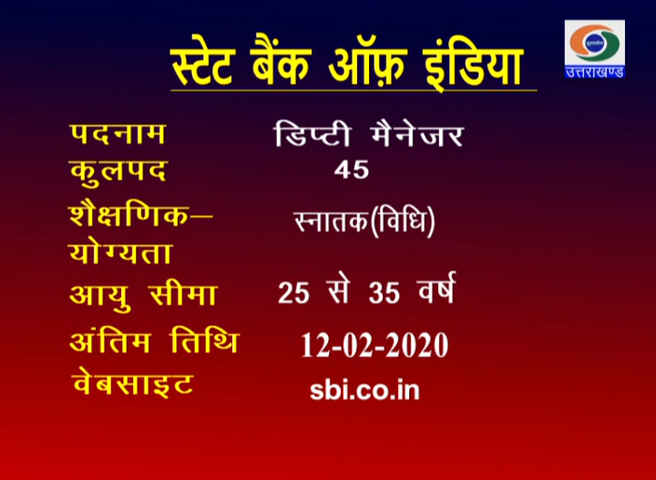 स्टेट बैंक ऑफ़ इंडिया
उत्तराखण्ड
पदनाम डिप्टी मैनेजर
कुलपद 45
शैक्षणिक– स्नातक(विधि)
योग्यता
आयु सीमा 25 से 35 वर्ष
अंतिम तिथि 12-02-2020
वेबसाइट sbi.co.in